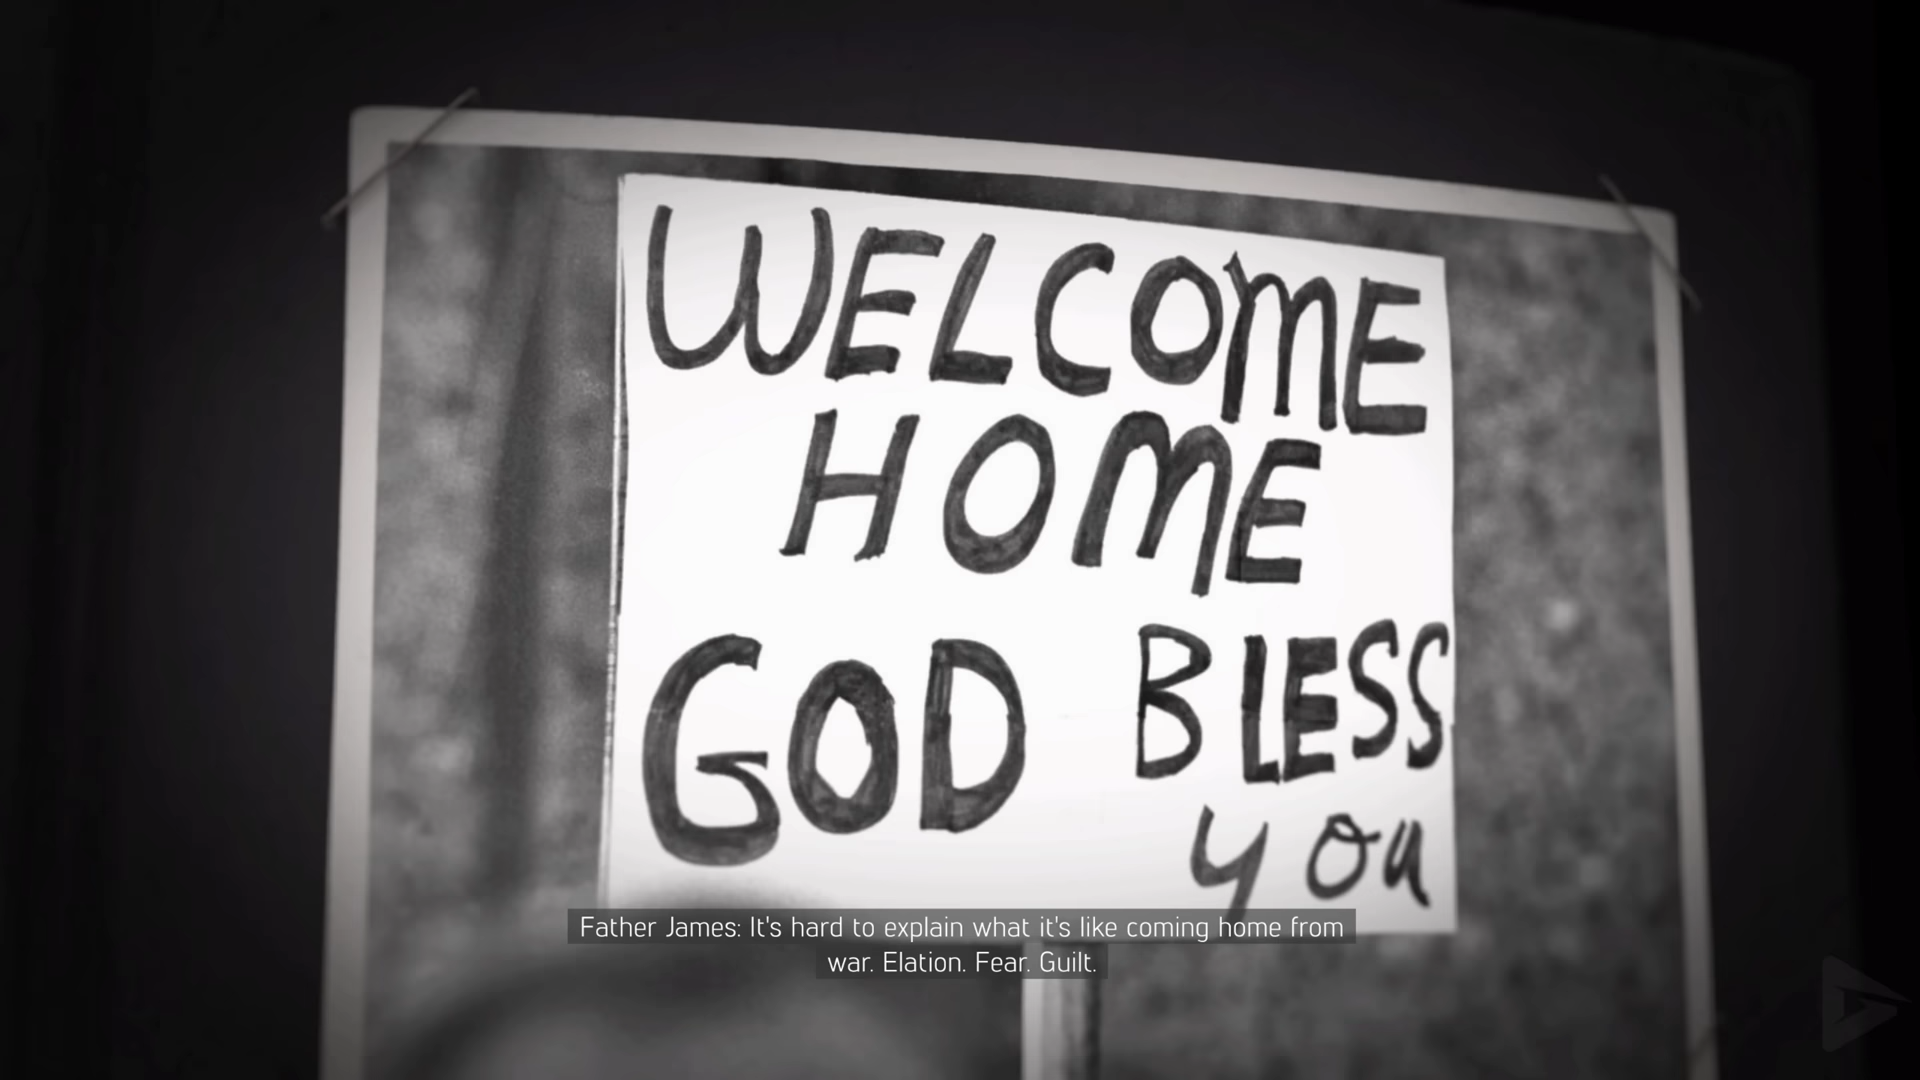 WELCOME
HOME
GOD BLESS
you
Father James: It's hard to explain what it's like coming home from
war. Elation. Fear. Guilt.